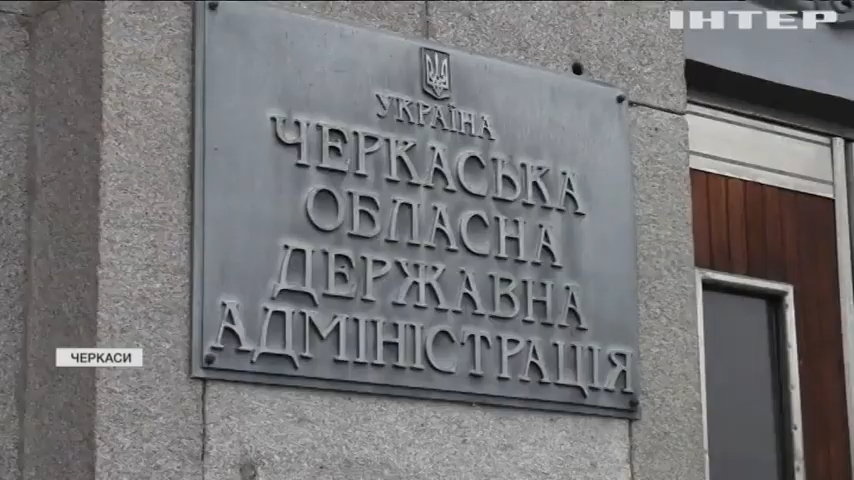 ІНТЕР
УКРАЇНА
ЧЕРКАСЬКА
ОБЛАСНА
ДЕРЖАВНА
АДМІНІСТРАЦІЯ
ЧЕРКАСИ